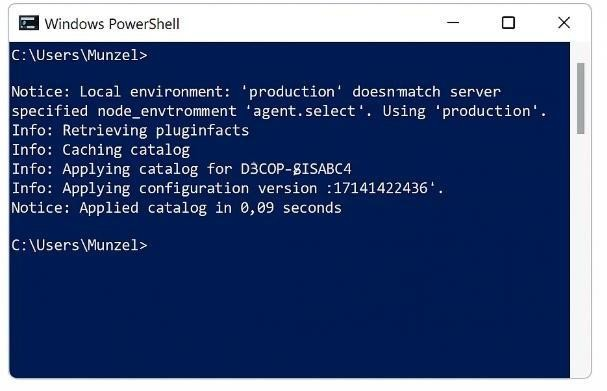 Windows PowerShell
C:\Users\Munzel>
Notice: Local environment: 'production' doesnmatch server
specified node_envtromment 'agent.select'. Using 'production'.
Info: Retrieving pluginfacts
Info: Caching catalog
Info: Applying catalog for D3COP-8ISABC4
Info: Applying configuration version :17141422436'.
Notice: Applied catalog in 0,09 seconds
C:\Users\Munzel>